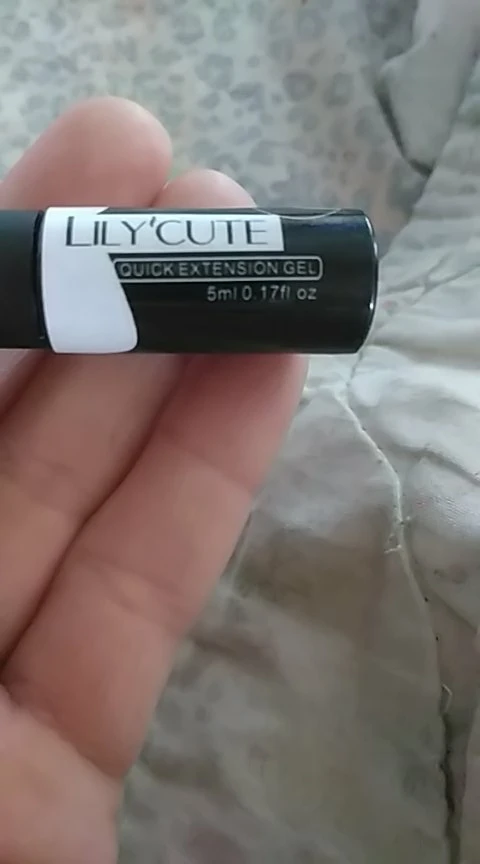 LILY'CUTE
QUICK EXTENSION GEL
5ml 0.17fl oz